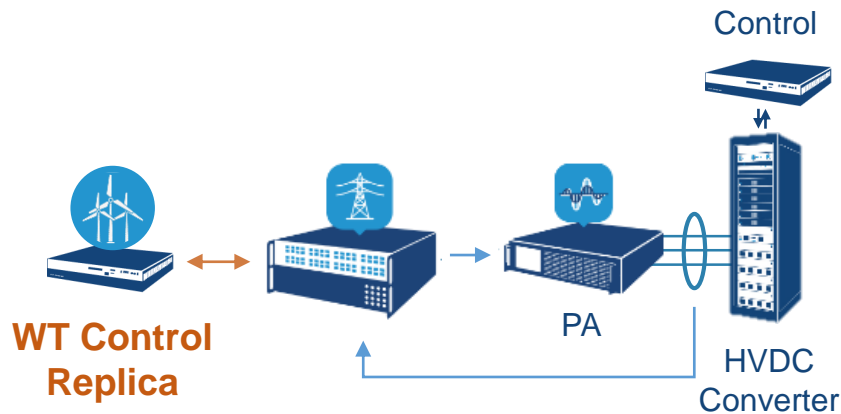 Control
WT Control
Replica
PA
HVDC
Converter